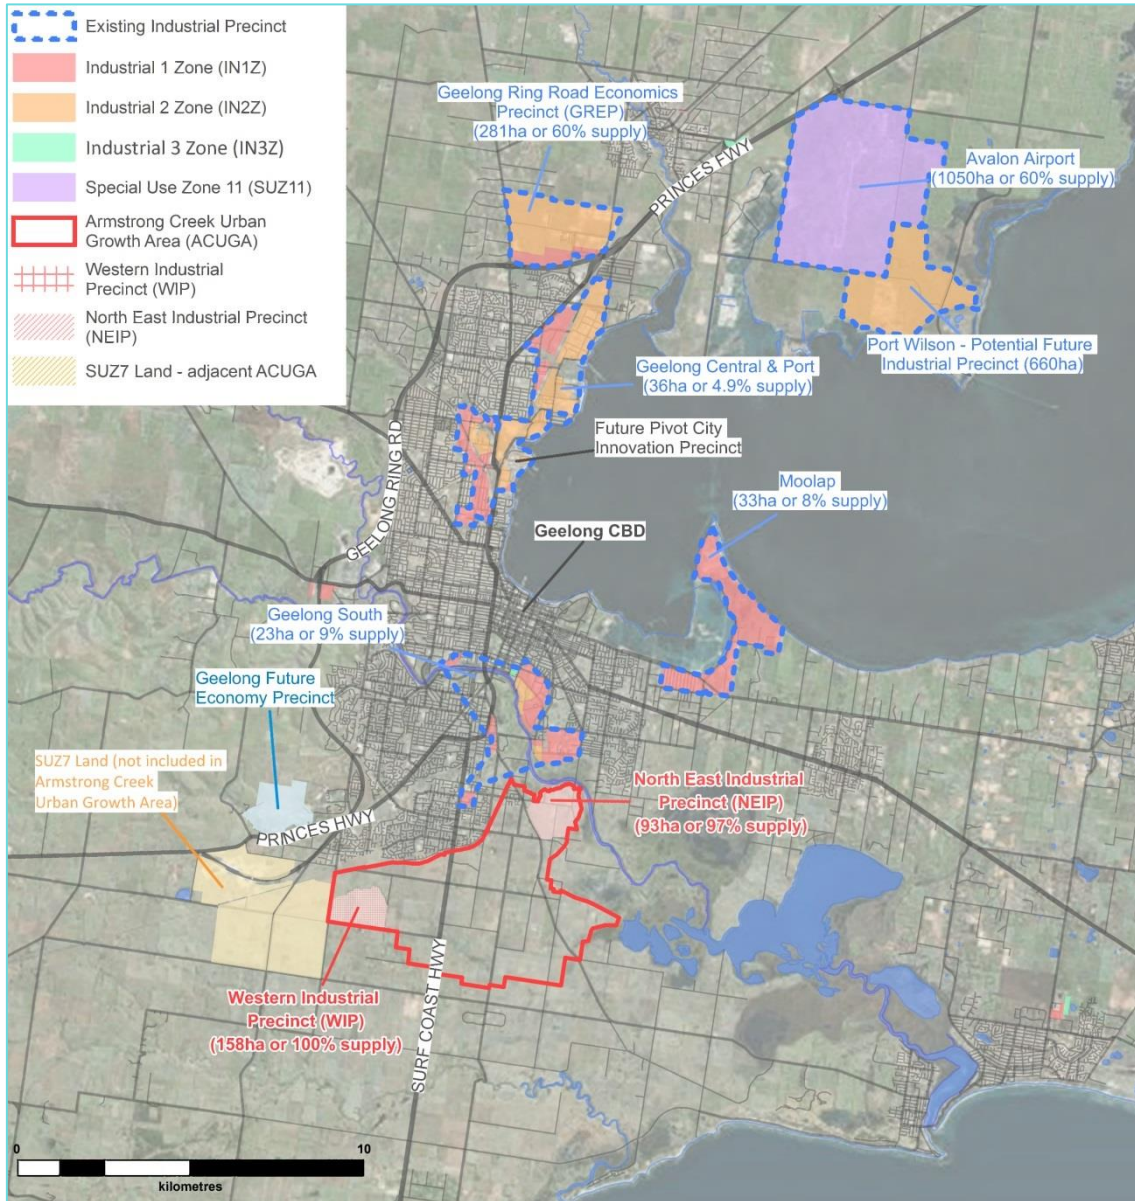 Existing Industrial Precinct
Industrial 1 Zone (IN1Z)
Industrial 2 Zone (IN2Z)
Industrial 3 Zone (IN3Z)
Special Use Zone 11 (SUZ11)
Armstrong Creek Urban
Growth Area (ACUGA)
Western Industrial
Precinct (WIP)
North East Industrial Precinct
(NEIP)
SUZ7 Land - adjacent ACUGA
Geelong Ring Road Economics
Precinct (GREP)
(281ha or 60% supply)
PRINCES FWY
Avalon Airport
(1050ha or 60% supply)
Port Wilson - Potential Future
Industrial Precinct (660ha)
Geelong Central & Port
(36ha or 4.9% supply)
Future Pivot City
Innovation Precinct
GEELONG RING RD
Moolap
(33ha or 8% supply)
Geelong CBD
Geelong South
(23ha or 9% supply)
Geelong Future
Economy Precinct
SUZ7 Land (not included in
Armstrong Creek
Urban Growth Area)
PRINCES HWY
North East Industrial
Precinct (NEIP)
(93ha or 97% supply)
Western Industrial
Precinct (WIP)
(158ha or 100% supply)
SURF COAST HWY
0 10
kilometres